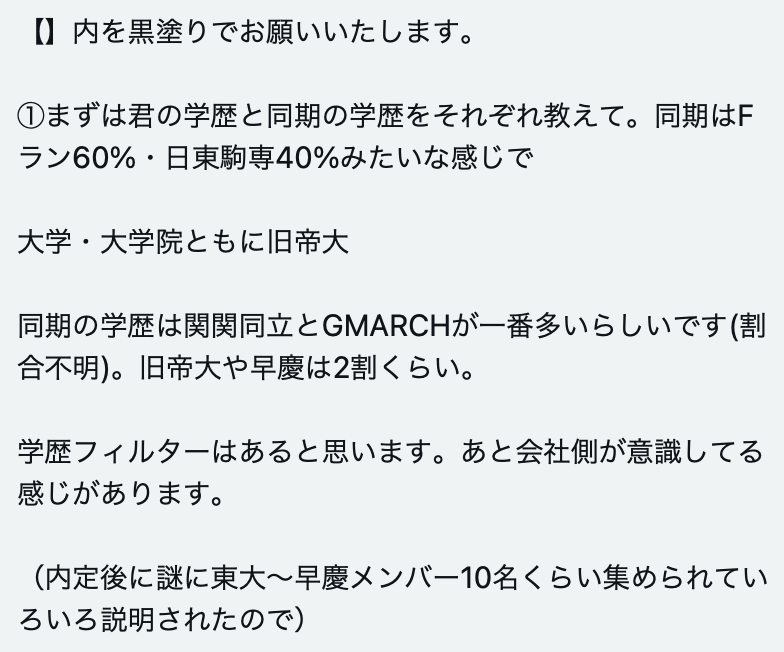 【】内を黒塗りでお願いいたします。
①まずは君の学歴と同期の学歴をそれぞれ教えて。同期はF
ラン60%・日東駒専40%みたいな感じで
大学・大学院ともに旧帝大
同期の学歴は関関同立とGMARCHが一番多いらしいです(割
合不明)。旧帝大や早慶は2割くらい。
学歴フィルターはあると思います。あと会社側が意識してる
感じがあります。
（内定後に謎に東大〜早慶メンバー10名くらい集められてい
ろいろ説明されたので）